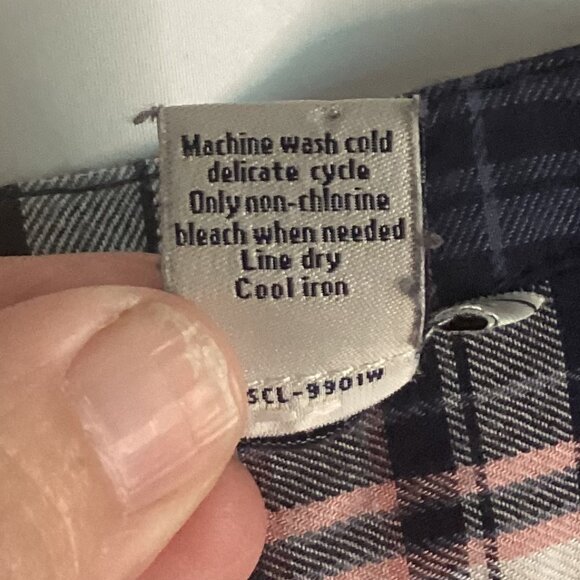 Machine wash cold
delicate cycle
Only non-chlorine
bleach when needed
Line dry
Cool iron
SCL-9901W